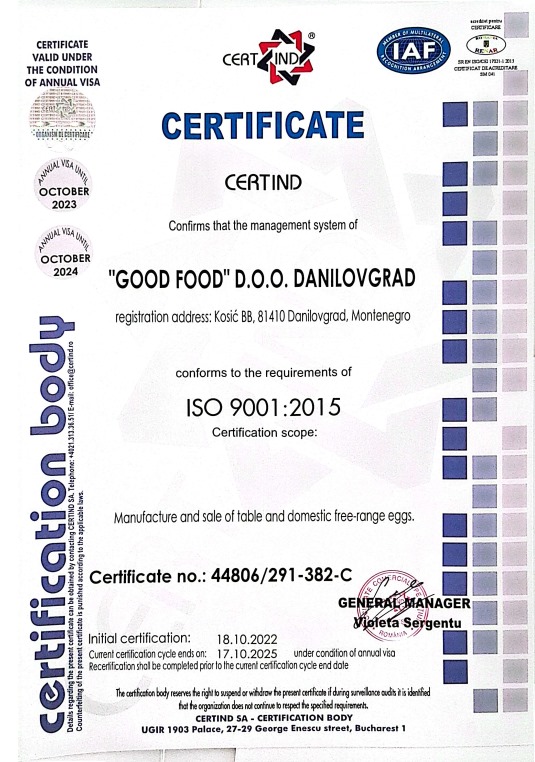 CERTIFICATE
VALID UNDER
THE CONDITION
OF ANNUAL VISA
CERTIND
ORGANISM DE CERTIFICARE
ANNUAL VISA UNTIL
OCTOBER
2023
ANNUAL VISA UNTIL
OCTOBER
2024
CERT IND ®
MEMBER OF MULTILATERAL
IAF
RECOGNITION ARRANGEMENT
acreditat pentru
CERTIFICARE
RENAR
SR EN ISO/CEI 17021-1:2015
CERTIFICAT DE ACREDITARE
SM 041
CERTIFICATE
CERTIND
Confirms that the management system of
"GOOD FOOD" D.O.O. DANILOVGRAD
registration address: Kosić BB, 81410 Danilovgrad, Montenegro
conforms to the requirements of
ISO 9001:2015
Certification scope:
Manufacture and sale of table and domestic free-range eggs.
Certificate no.: 44806/291-382-C
GENERAL MANAGER
Violeta Sergentu
ROMÂNIA
Initial certification: 18.10.2022
Current certification cycle ends on: 17.10.2025 under condition of annual visa
Recertification shall be completed prior to the current certification cycle end date
The certification body reserves the right to suspend or withdraw the present certificate if during surveillance audits it is identified
that the organization does not continue to respect the specified requirements.
CERTIND SA - CERTIFICATION BODY
UGIR 1903 Palace, 27-29 George Enescu street, Bucharest 1
certification body
Details regarding the present certificate can be obtained by contacting CERTIND SA. Telephone: +4021.313.36.51! E-mail: office@certind.ro
Counterfeiting of the present certificate is punished according to the applicable laws.